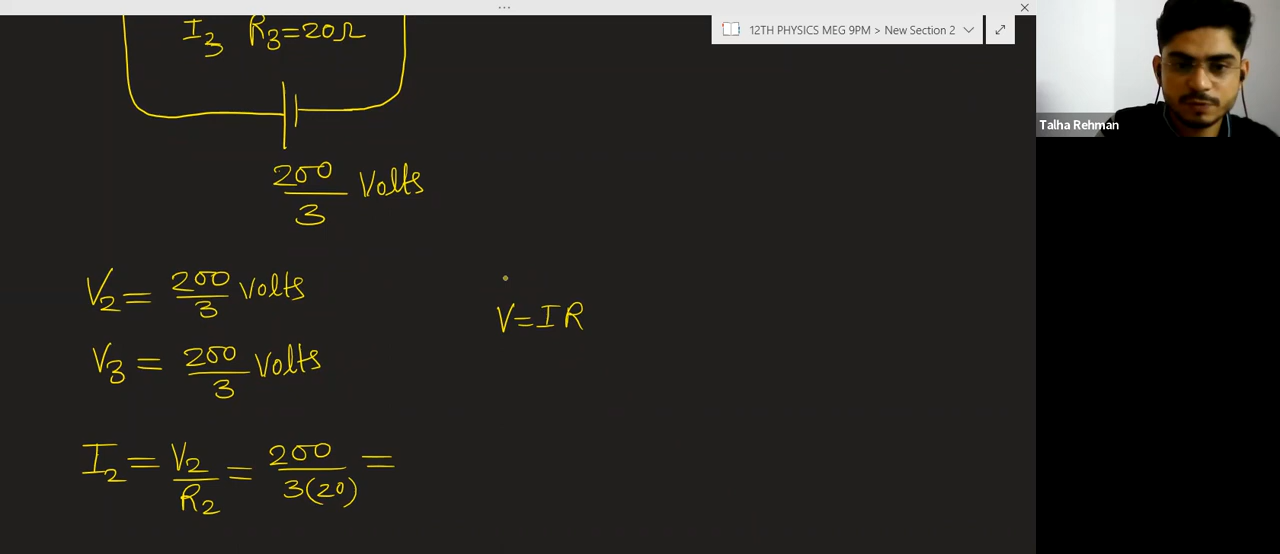 12TH PHYSICS MEG 9PM > New Section 2
Talha Rehman
I3 R3=20Ω
200/3 Volts
V2= 200/3 volts
V=IR
V3 = 200/3 volts
I2 = V2/R2 = 200/3(20) =